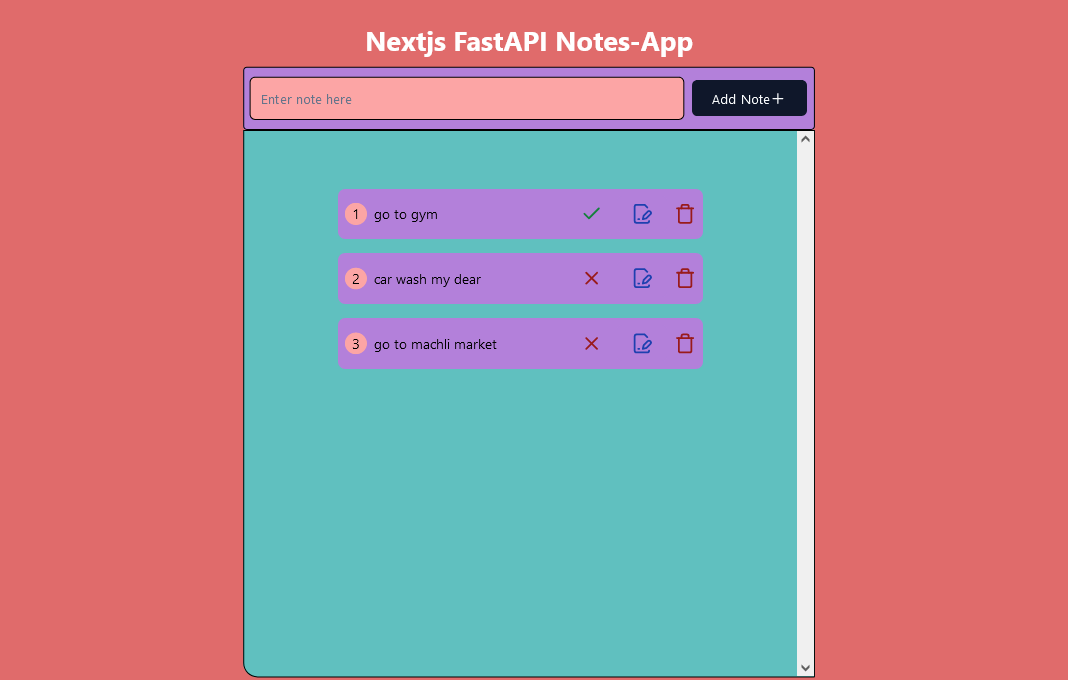 Nextjs FastAPI Notes-App
Enter note here
Add Note+
1 go to gym
2 car wash my dear
3 go to machli market